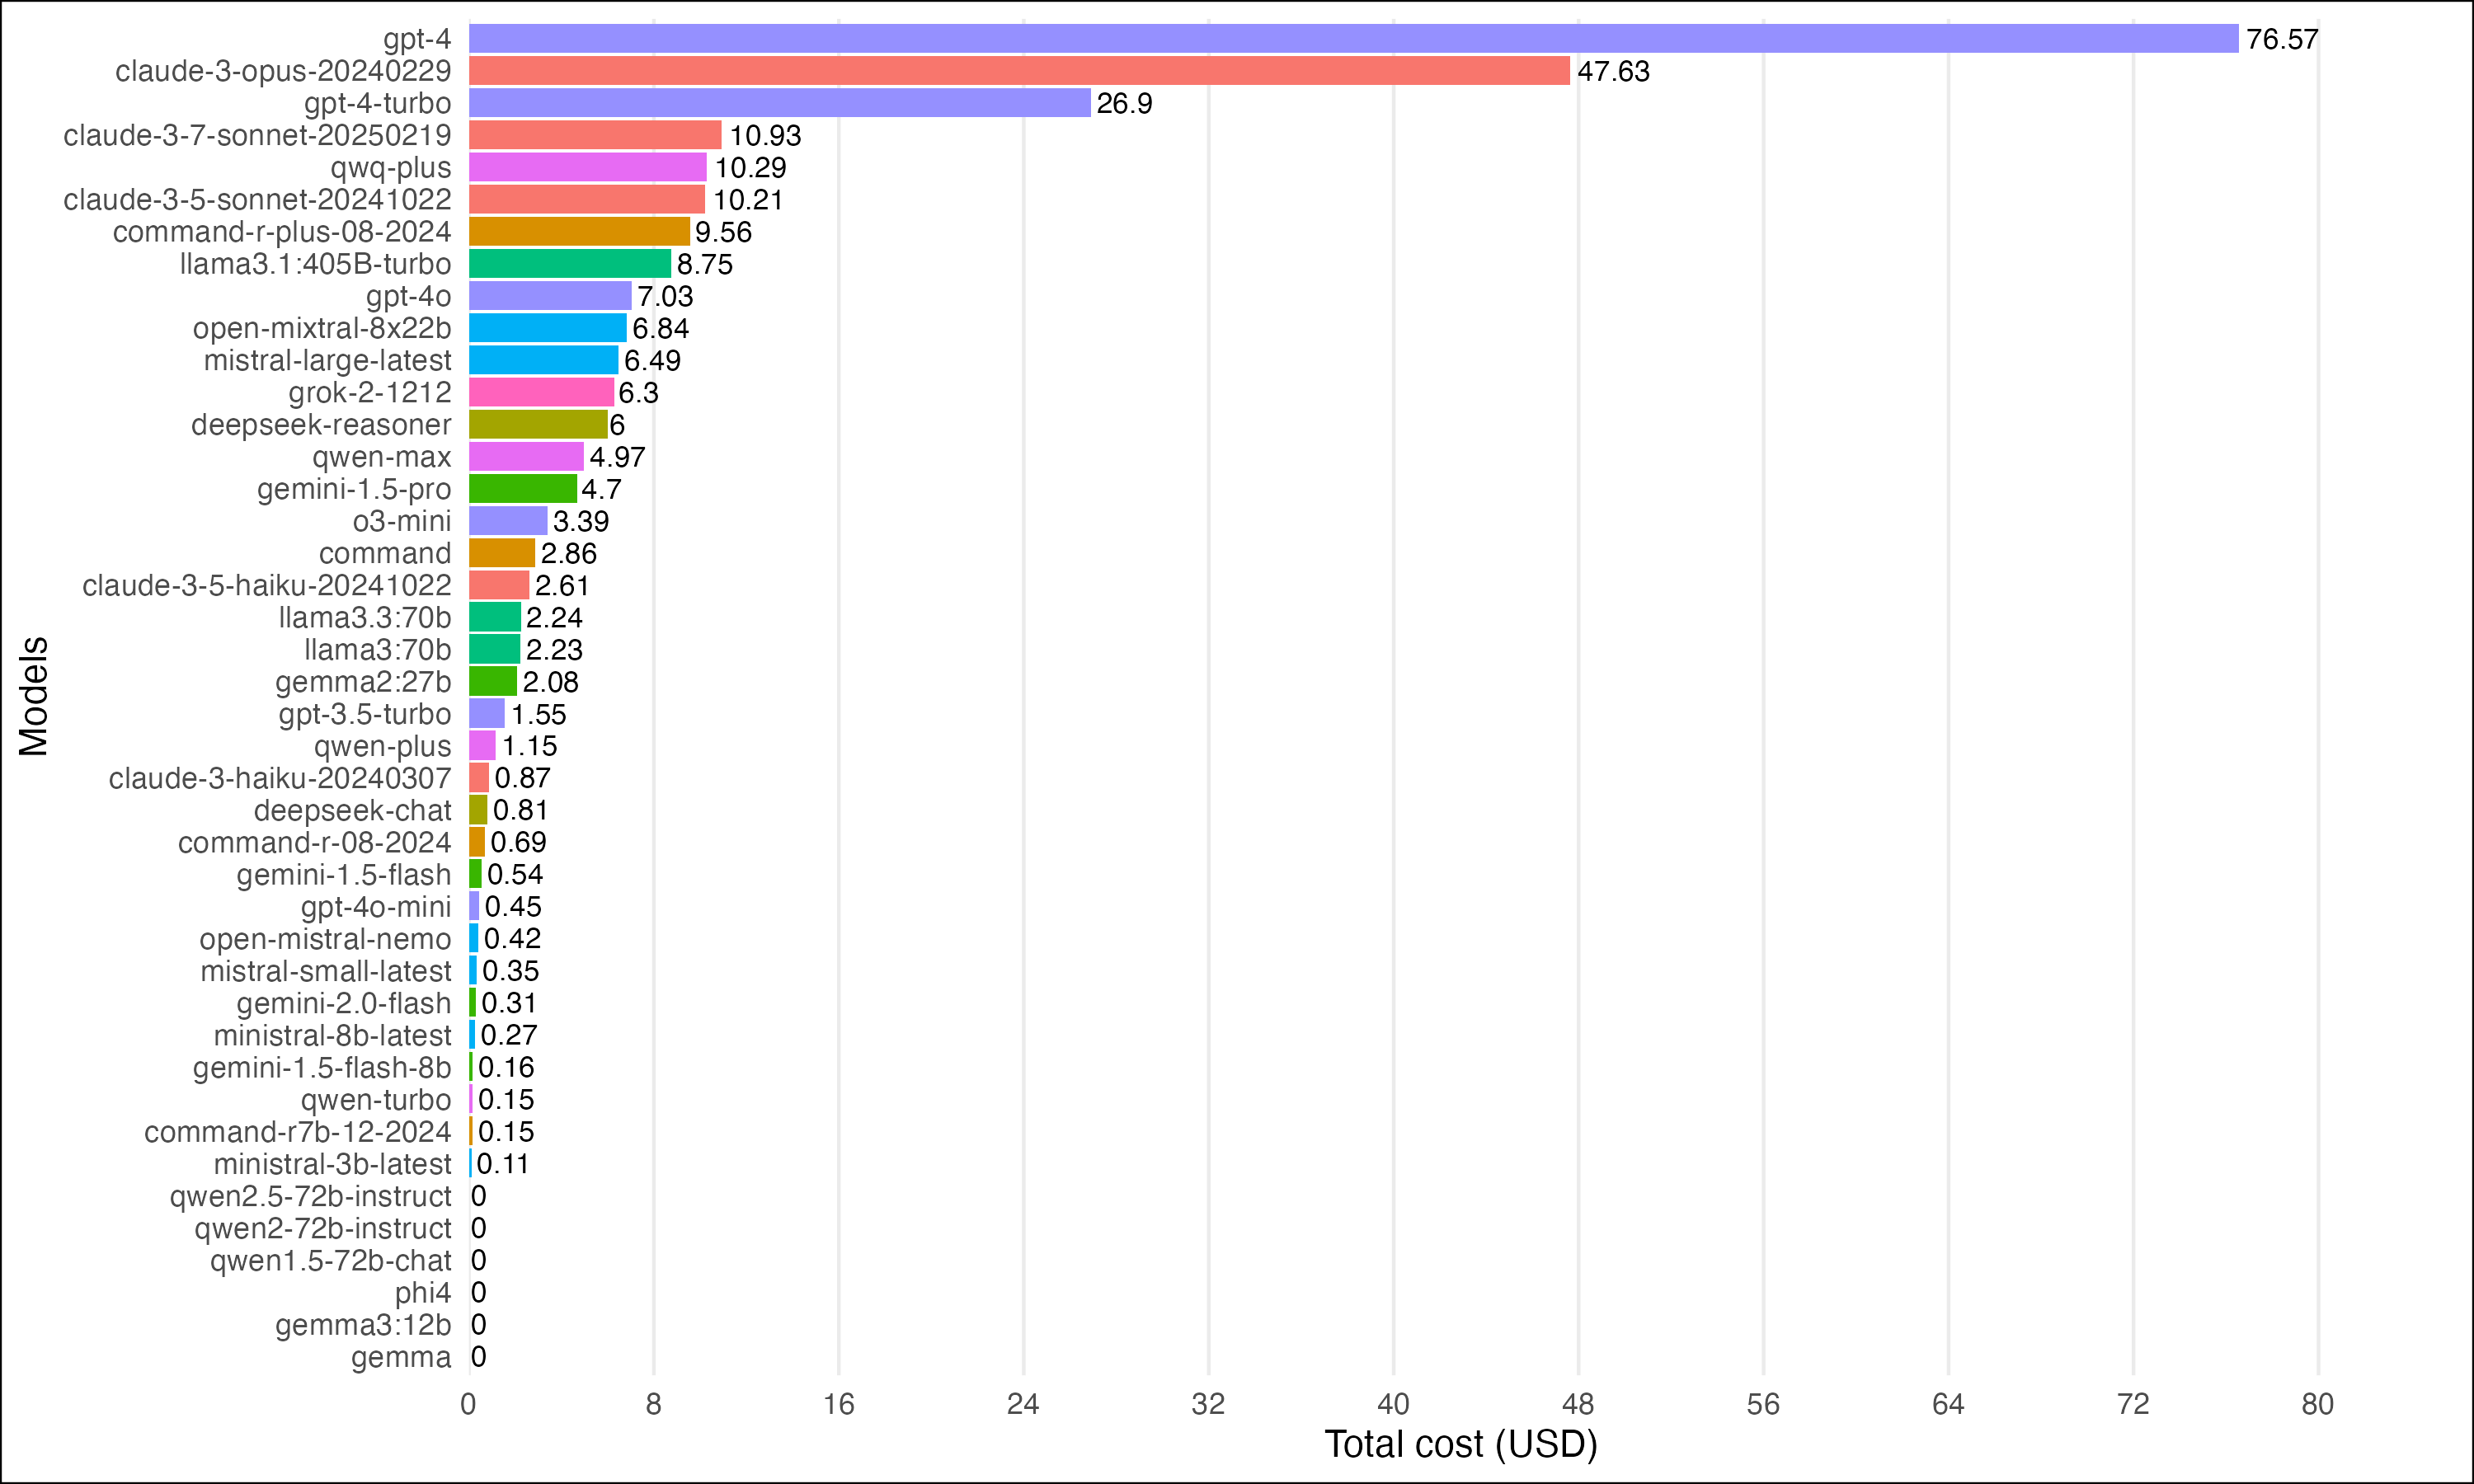 gpt-4 76.57
claude-3-opus-20240229 47.63
gpt-4-turbo 26.9
claude-3-7-sonnet-20250219 10.93
qwq-plus 10.29
claude-3-5-sonnet-20241022 10.21
command-r-plus-08-2024 9.56
llama3.1:405B-turbo 8.75
gpt-4o 7.03
open-mixtral-8x22b 6.84
mistral-large-latest 6.49
grok-2-1212 6.3
deepseek-reasoner 6
qwen-max 4.97
gemini-1.5-pro 4.7
o3-mini 3.39
command 2.86
claude-3-5-haiku-20241022 2.61
llama3.3:70b 2.24
llama3:70b 2.23
gemma2:27b 2.08
gpt-3.5-turbo 1.55
qwen-plus 1.15
claude-3-haiku-20240307 0.87
deepseek-chat 0.81
command-r-08-2024 0.69
gemini-1.5-flash 0.54
gpt-4o-mini 0.45
open-mistral-nemo 0.42
mistral-small-latest 0.35
gemini-2.0-flash 0.31
ministral-8b-latest 0.27
gemini-1.5-flash-8b 0.16
qwen-turbo 0.15
command-r7b-12-2024 0.15
ministral-3b-latest 0.11
qwen2.5-72b-instruct 0
qwen2-72b-instruct 0
qwen1.5-72b-chat 0
phi4 0
gemma3:12b 0
gemma 0
Models
0 8 16 24 32 40 48 56 64 72 80
Total cost (USD)